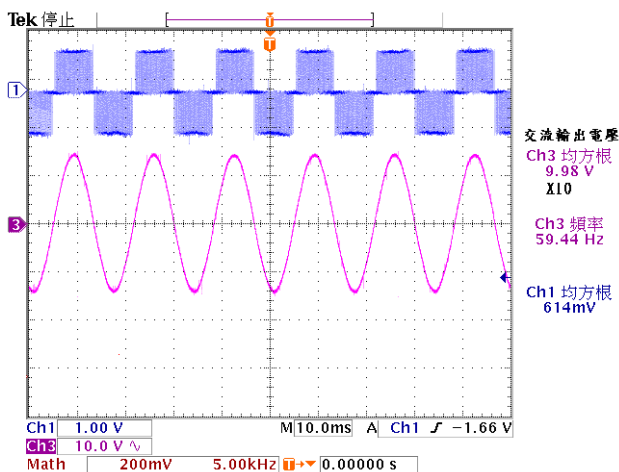 Tek 停止
T
T
1
3
交流輸出電壓
Ch3 均方根
9.98 V
X10
Ch3 頻率
59.44 Hz
Ch1 均方根
614mV
Ch1 1.00 V M 10.0ms A Ch1 ƒ −1.66 V
Ch3 10.0 V ∿
Math 200mV 5.00kHz T→▼ 0.00000 s